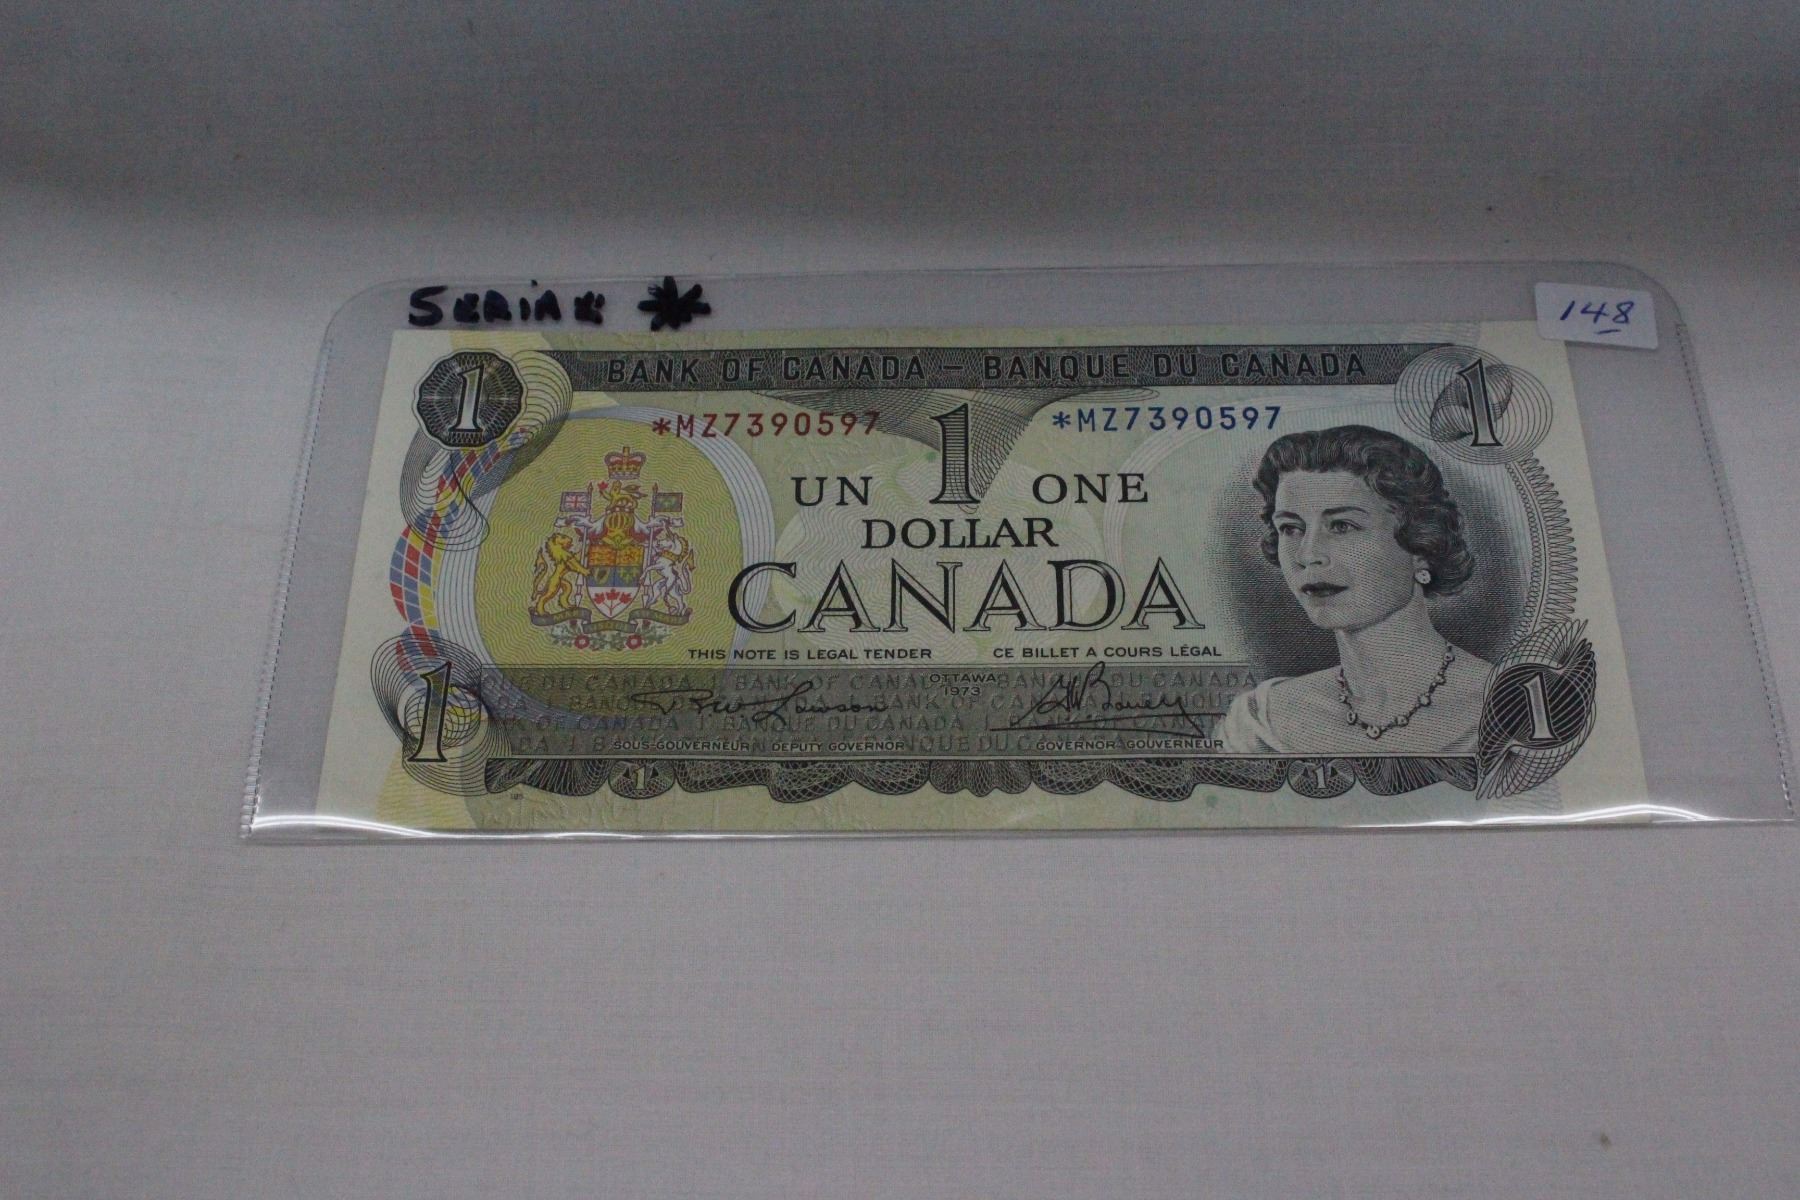 SERIAL *
148
1 BANK OF CANADA – BANQUE DU CANADA 1
*MZ7390597 *MZ7390597
UN 1 ONE
DOLLAR
CANADA
THIS NOTE IS LEGAL TENDER CE BILLET A COURS LÉGAL
OTTAWA
1973
SOUS-GOUVERNEUR DEPUTY GOVERNOR GOVERNOR-GOUVERNEUR
1 1
1 1